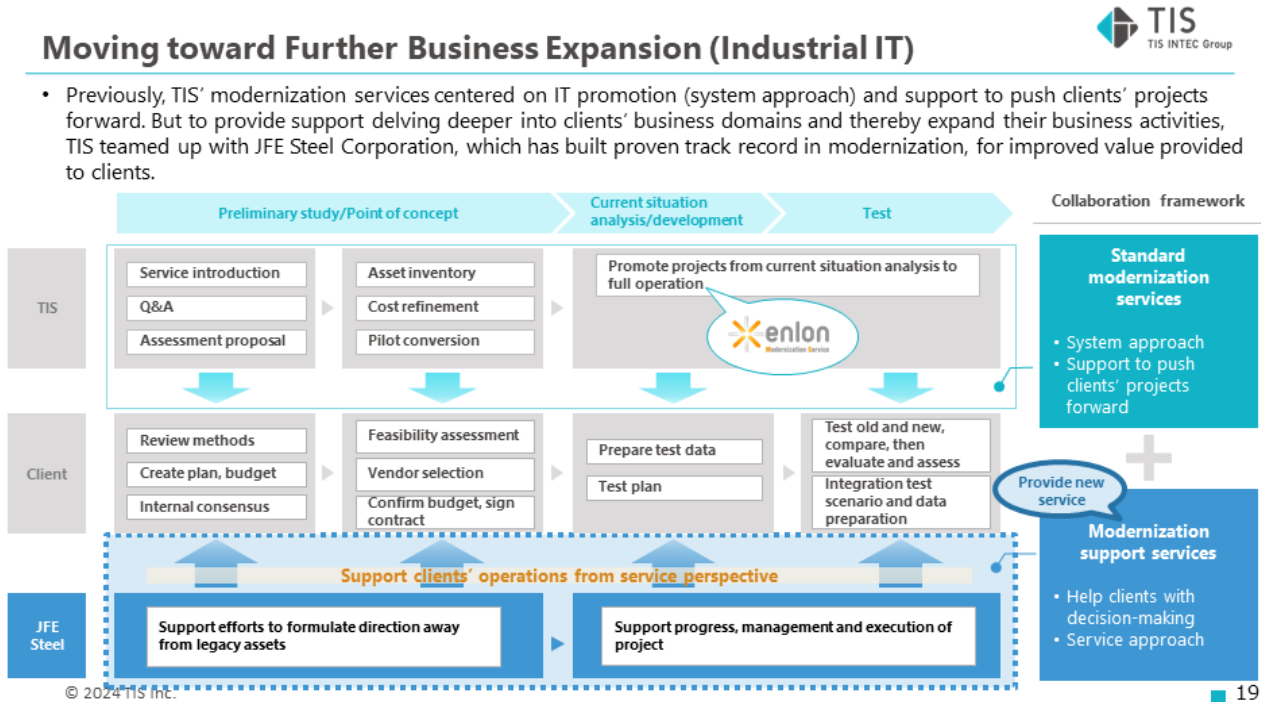 TIS
TIS INTEC Group
Moving toward Further Business Expansion (Industrial IT)
• Previously, TIS’ modernization services centered on IT promotion (system approach) and support to push clients’ projects
forward. But to provide support delving deeper into clients’ business domains and thereby expand their business activities,
TIS teamed up with JFE Steel Corporation, which has built proven track record in modernization, for improved value provided
to clients.
Preliminary study/Point of concept
Current situation
analysis/development
Test
Collaboration framework
TIS
Service introduction
Q&A
Assessment proposal
Asset inventory
Cost refinement
Pilot conversion
Promote projects from current situation analysis to
full operation
Xenlon
Modernization Service
Standard
modernization
services
• System approach
• Support to push
clients’ projects
forward
Client
Review methods
Create plan, budget
Internal consensus
Feasibility assessment
Vendor selection
Confirm budget, sign
contract
Prepare test data
Test plan
Test old and new,
compare, then
evaluate and assess
Integration test
scenario and data
preparation
Provide new
service
Modernization
support services
• Help clients with
decision-making
• Service approach
Support clients’ operations from service perspective
JFE
Steel
Support efforts to formulate direction away
from legacy assets
Support progress, management and execution of
project
© 2024 TIS Inc.
19